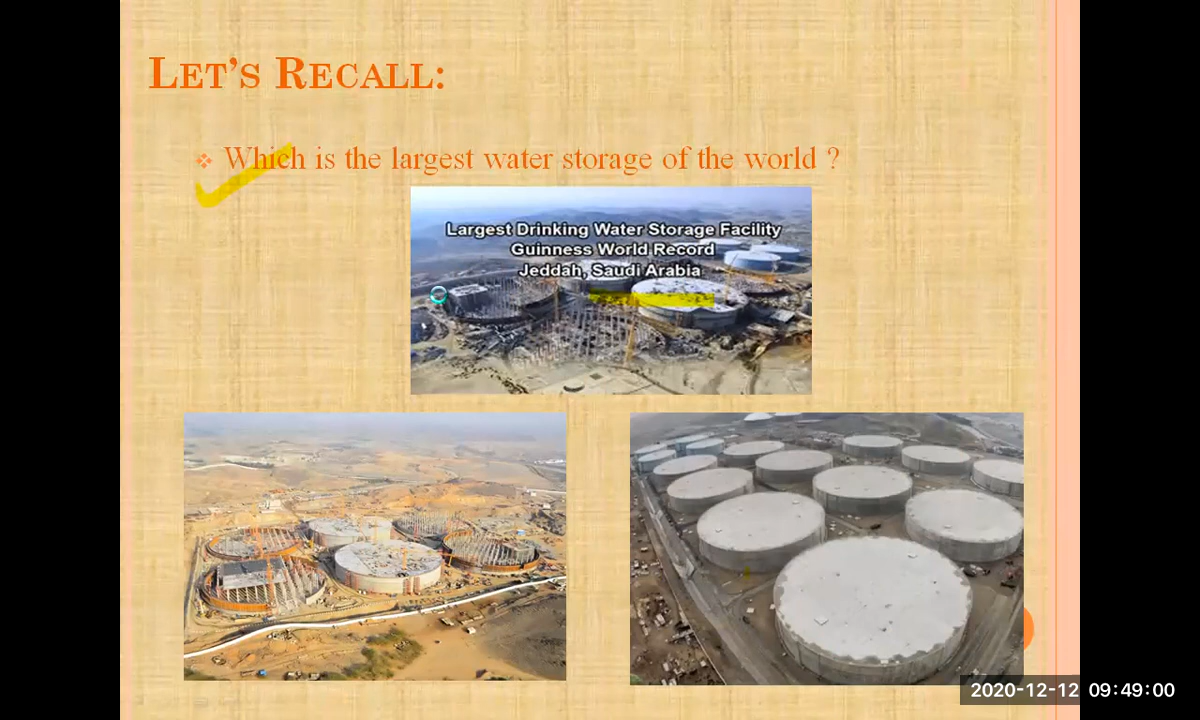 LET'S RECALL:
Which is the largest water storage of the world ?
Largest Drinking Water Storage Facility
Guinness World Record
Jeddah, Saudi Arabia
2020-12-12 09:49:00